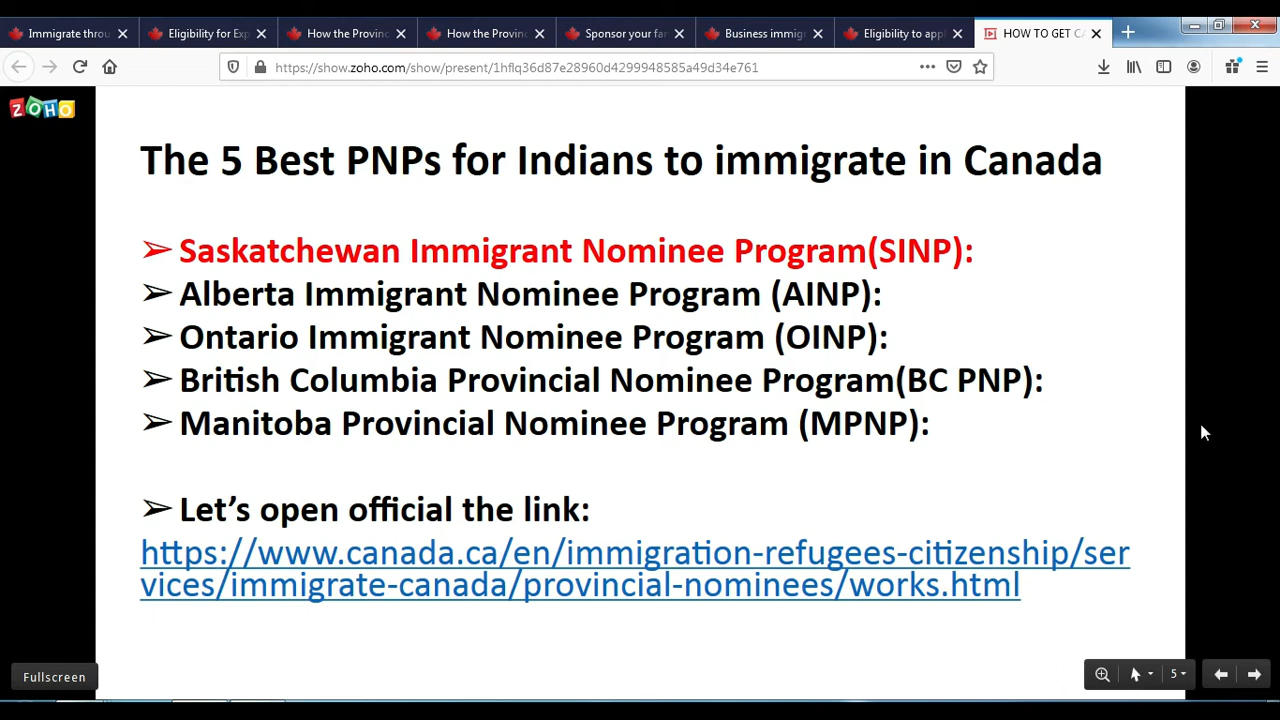 Immigrate throu
Eligibility for Exp
How the Provinc
How the Provinc
Sponsor your fam
Business immig
Eligibility to appl
HOW TO GET CA
https://show.zoho.com/show/present/1hflq36d87e28960d4299948585a49d34e761
ZOHO
The 5 Best PNPs for Indians to immigrate in Canada
➢ Saskatchewan Immigrant Nominee Program(SINP):
➢ Alberta Immigrant Nominee Program (AINP):
➢ Ontario Immigrant Nominee Program (OINP):
➢ British Columbia Provincial Nominee Program(BC PNP):
➢ Manitoba Provincial Nominee Program (MPNP):
➢ Let’s open official the link:
https://www.canada.ca/en/immigration-refugees-citizenship/ser
vices/immigrate-canada/provincial-nominees/works.html
Fullscreen
5